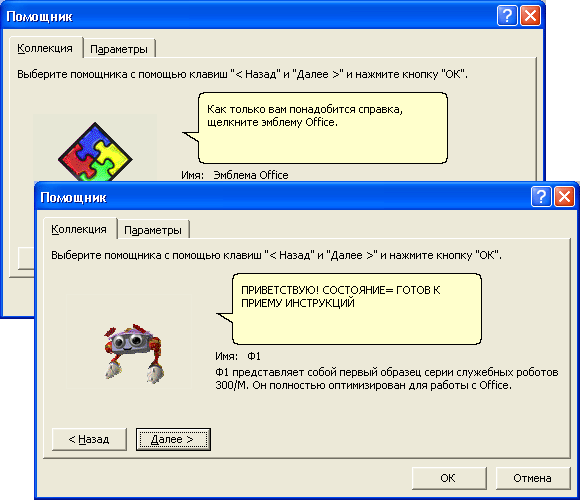 Помощник
Коллекция
Параметры
Выберите помощника с помощью клавиш "< Назад" и "Далее >" и нажмите кнопку "ОК".
Как только вам понадобится справка,
щелкните эмблему Office.
Имя: Эмблема Office
Помощник
Коллекция
Параметры
Выберите помощника с помощью клавиш "< Назад" и "Далее >" и нажмите кнопку "ОК".
ПРИВЕТСТВУЮ! СОСТОЯНИЕ= ГОТОВ К
ПРИЕМУ ИНСТРУКЦИЙ
Имя: Ф1
Ф1 представляет собой первый образец серии служебных роботов
300/М. Он полностью оптимизирован для работы с Office.
< Назад
Далее >
ОК
Отмена